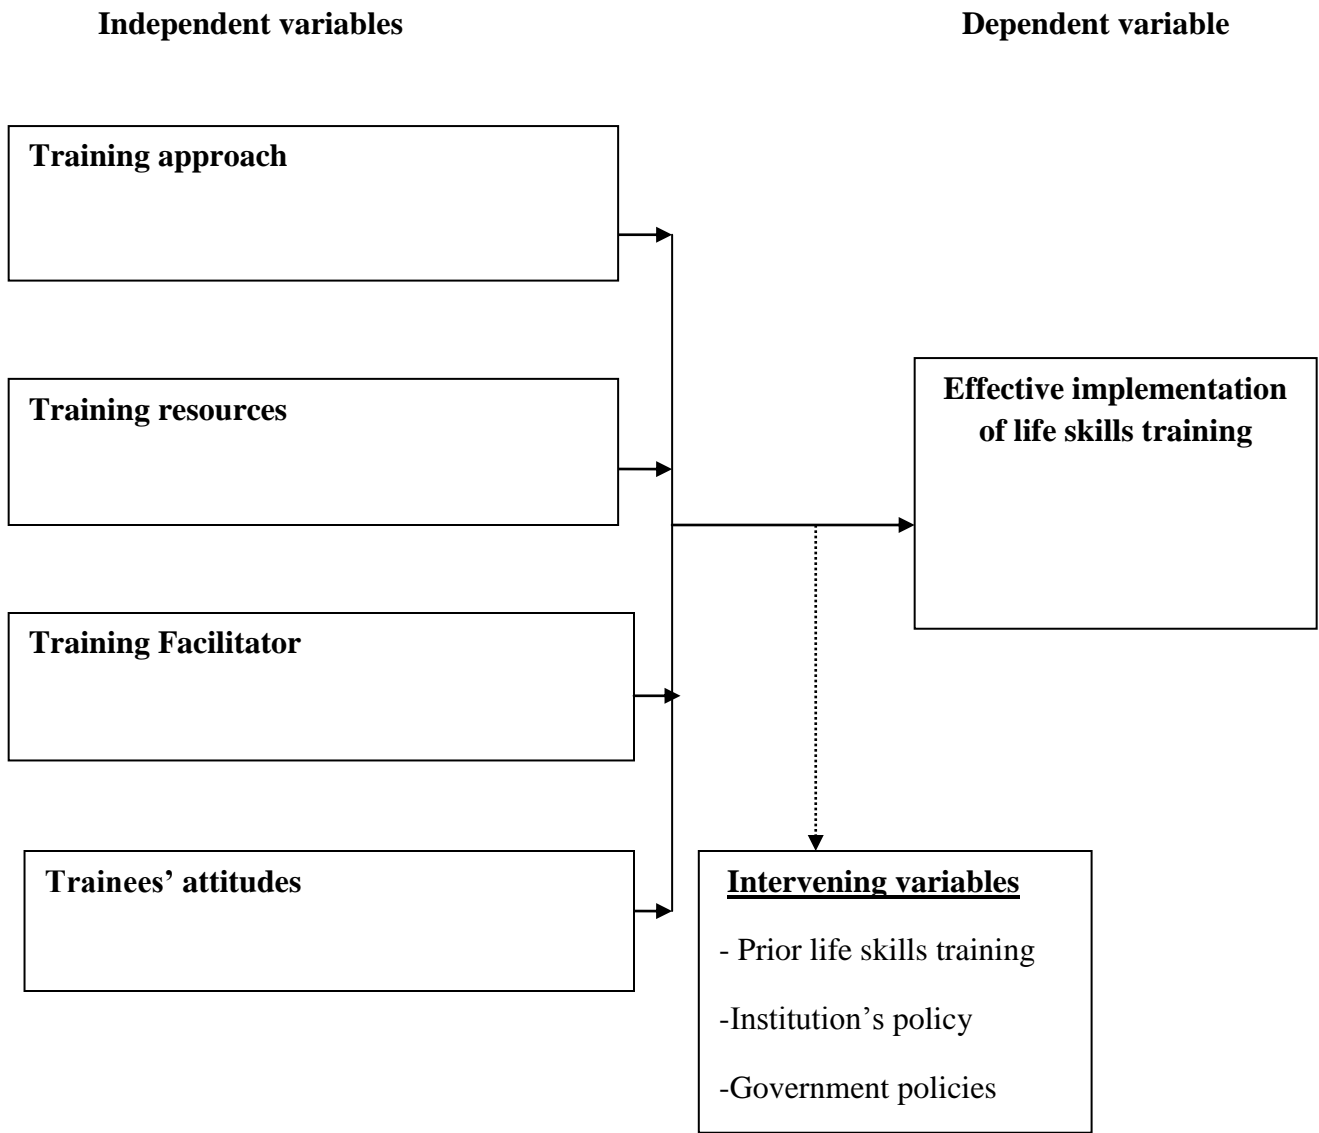 Independent variables
Dependent variable
Training approach
Training resources
Effective implementation
of life skills training
Training Facilitator
Trainees’ attitudes
Intervening variables
- Prior life skills training
-Institution’s policy
-Government policies